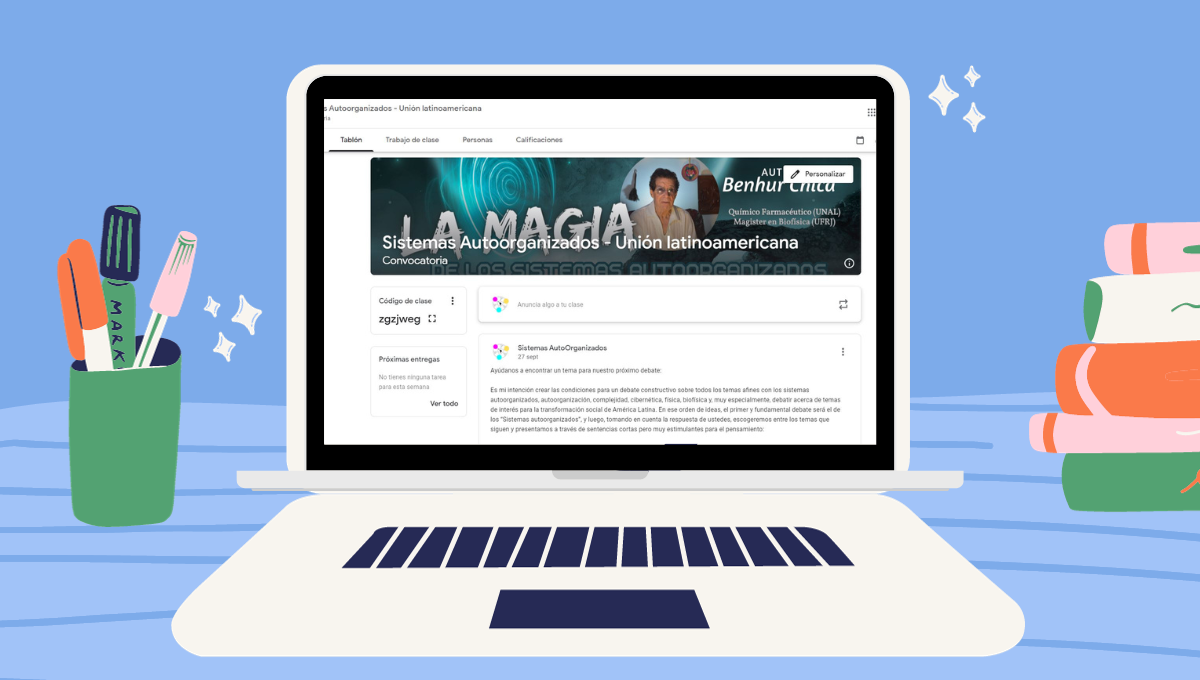 s Autoorganizados - Unión latinoamericana
ria
Tablón
Trabajo de clase
Personas
Calificaciones
AUT
Personalizar
Benhur Chica
Químico Farmacéutico (UNAL)
Magister en Biofísica (UFRJ)
LA MAGIA
Sistemas Autoorganizados - Unión latinoamericana
Convocatoria
DE LOS SISTEMAS AUTOORGANIZADOS
Código de clase
zgzjweg
Anuncia algo a tu clase
Próximas entregas
No tienes ninguna tarea
para esta semana
Ver todo
Sistemas AutoOrganizados
27 sept
Ayúdanos a encontrar un tema para nuestro próximo debate:
Es mi intención crear las condiciones para un debate constructivo sobre todos los temas afines con los sistemas
autoorganizados, autoorganización, complejidad, cibernética, física, biofísica y, muy especialmente, debatir acerca de temas
de interés para la transformación social de América Latina. En ese orden de ideas, el primer y fundamental debate será el de
los "Sistemas autoorganizados", y luego, tomando en cuenta la respuesta de ustedes, escogeremos entre los temas que
siguen y presentamos a través de sentencias cortas pero muy estimulantes para el pensamiento:
MARK